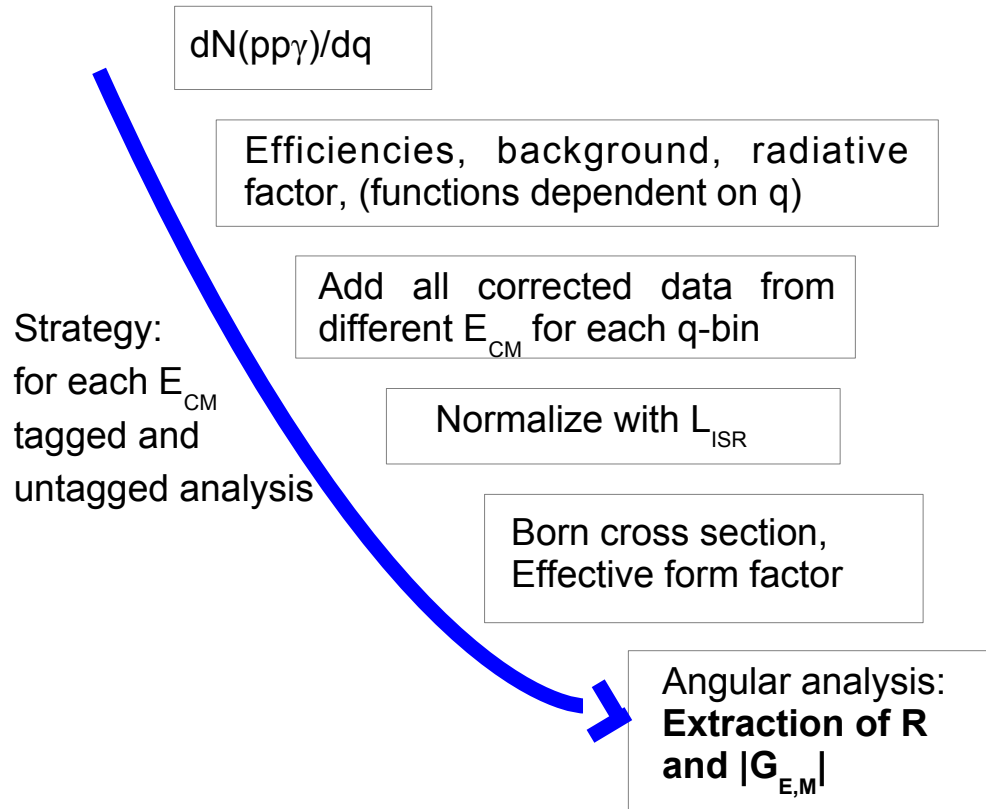 dN(ppγ)/dq
Efficiencies, background, radiative
factor, (functions dependent on q)
Add all corrected data from
different E_CM for each q-bin
Strategy:
for each E_CM
tagged and
untagged analysis
Normalize with L_ISR
Born cross section,
Effective form factor
Angular analysis:
Extraction of R
and |G_E,M|